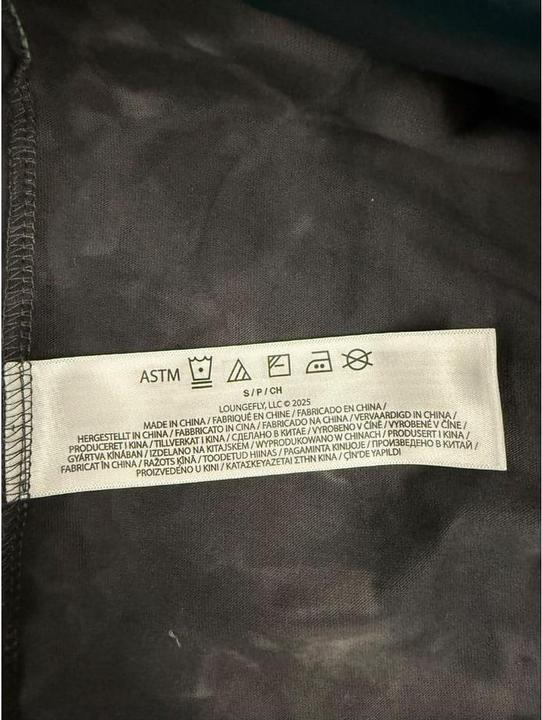 ASTM
S / P / CH
LOUNGEFLY, LLC © 2025
MADE IN CHINA / FABRIQUÉ EN CHINE / FABRICADO EN CHINA /
HERGESTELLT IN CHINA / FABBRICATO IN CINA / FABRICADO NA CHINA / VERVAARDIGD IN CHINA /
PRODUCERET I KINA / TILLVERKAT I KINA / СДЕЛАНО В КИТАЕ / VYROBENO V ČÍNĚ / VYROBENÉ V ČÍNE /
GYÁRTVA KÍNÁBAN / IZDELANO NA KITAJSKEM / WYPRODUKOWANO W CHINACH / PRODUSERT I KINA /
FABRICAT ÎN CHINA / RAŽOTS ĶĪNĀ / TOODETUD HIINAS / PAGAMINTA KINIJOJE / ПРОИЗВЕДЕНО В КИТАЙ /
PROIZVEDENO U KINI / ΚΑΤΑΣΚΕΥΑΖΕΤΑΙ ΣΤΗΝ ΚΙΝΑ / ÇİN'DE YAPILDI